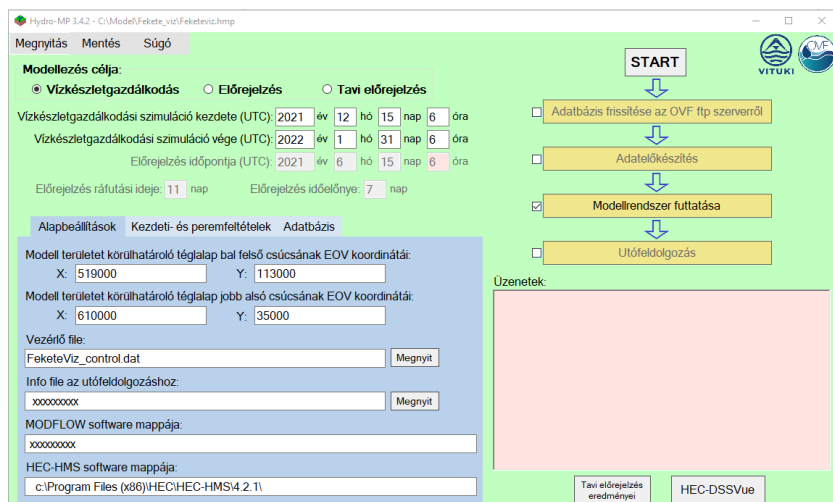 Hydro-MP 3.4.2 - C:\Model\Fekete_viz\Feketeviz.hmp
Megnyitás Mentés Súgó
Modellezés célja:
Vízkészletgazdálkodás Előrejelzés Tavi előrejelzés
Vízkészletgazdálkodási szimuláció kezdete (UTC): 2021 év 12 hó 15 nap 6 óra
Vízkészletgazdálkodási szimuláció vége (UTC): 2022 év 1 hó 31 nap 6 óra
Előrejelzés időpontja (UTC): 2021 év 6 hó 15 nap 6 óra
Előrejelzés ráfutási ideje: 11 nap Előrejelzés időelőnye: 7 nap
Alapbeállítások Kezdeti- és peremfeltételek Adatbázis
Modell területet körülhatároló téglalap bal felső csúcsának EOV koordinátái:
X: 519000 Y: 113000
Modell területet körülhatároló téglalap jobb alsó csúcsának EOV koordinátái:
X: 610000 Y: 35000
Vezérlő file:
FeketeViz_control.dat Megnyit
Info file az utófeldolgozáshoz:
xxxxxxxxx Megnyit
MODFLOW software mappája:
xxxxxxxxx
HEC-HMS software mappája:
c:\Program Files (x86)\HEC\HEC-HMS\4.2.1\
START
VITUKI
OVF
Adatbázis frissítése az OVF ftp szerverről
Adatelőkészítés
Modellrendszer futtatása
Utófeldolgozás
Üzenetek:
Tavi előrejelzés
eredményei
HEC-DSSVue